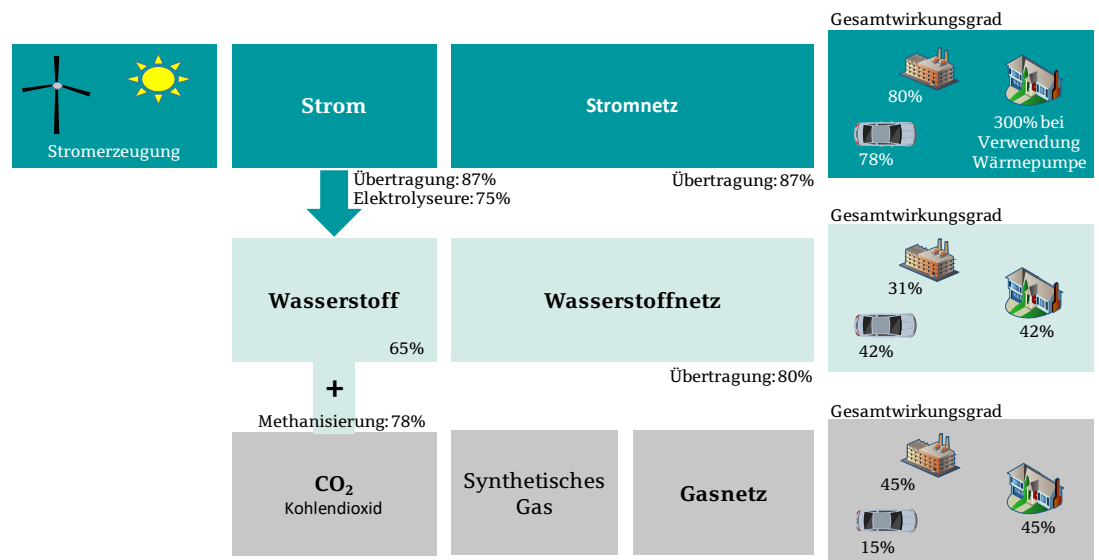 Gesamtwirkungsgrad
Stromerzeugung
Strom
Stromnetz
80%
78%
300% bei
Verwendung
Wärmepumpe
Übertragung: 87%
Elektrolyseure: 75%
Übertragung: 87%
Gesamtwirkungsgrad
Wasserstoff
65%
Wasserstoffnetz
31%
42%
42%
+
Übertragung: 80%
Methanisierung: 78%
Gesamtwirkungsgrad
CO₂
Kohlendioxid
Synthetisches
Gas
Gasnetz
45%
15%
45%